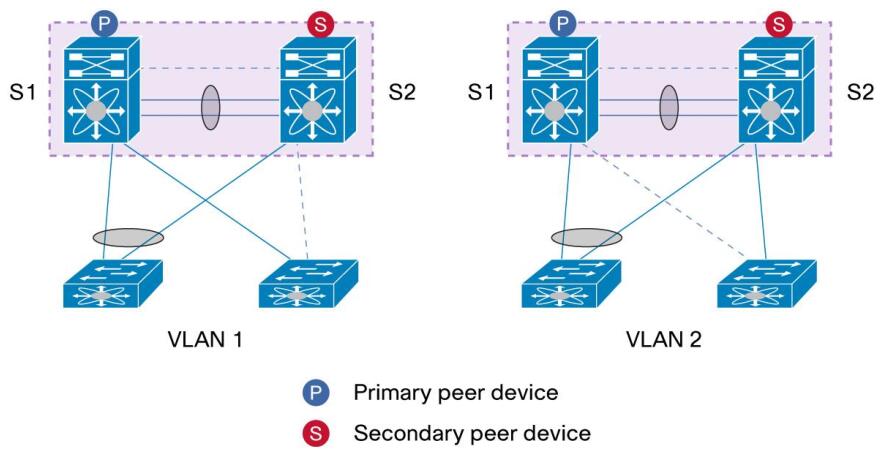 P S P S
S1 S2 S1 S2
VLAN 1 VLAN 2
P Primary peer device
S Secondary peer device